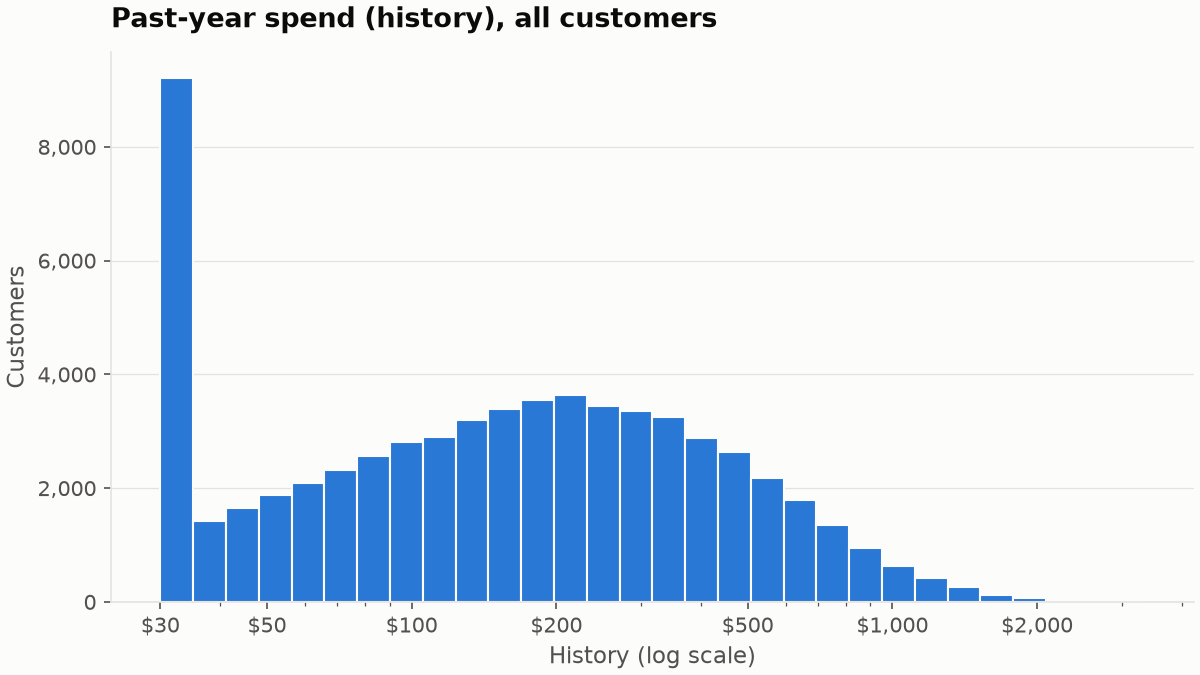 Past-year spend (history), all customers
Customers
8,000
6,000
4,000
2,000
0
$30 $50 $100 $200 $500 $1,000 $2,000
History (log scale)